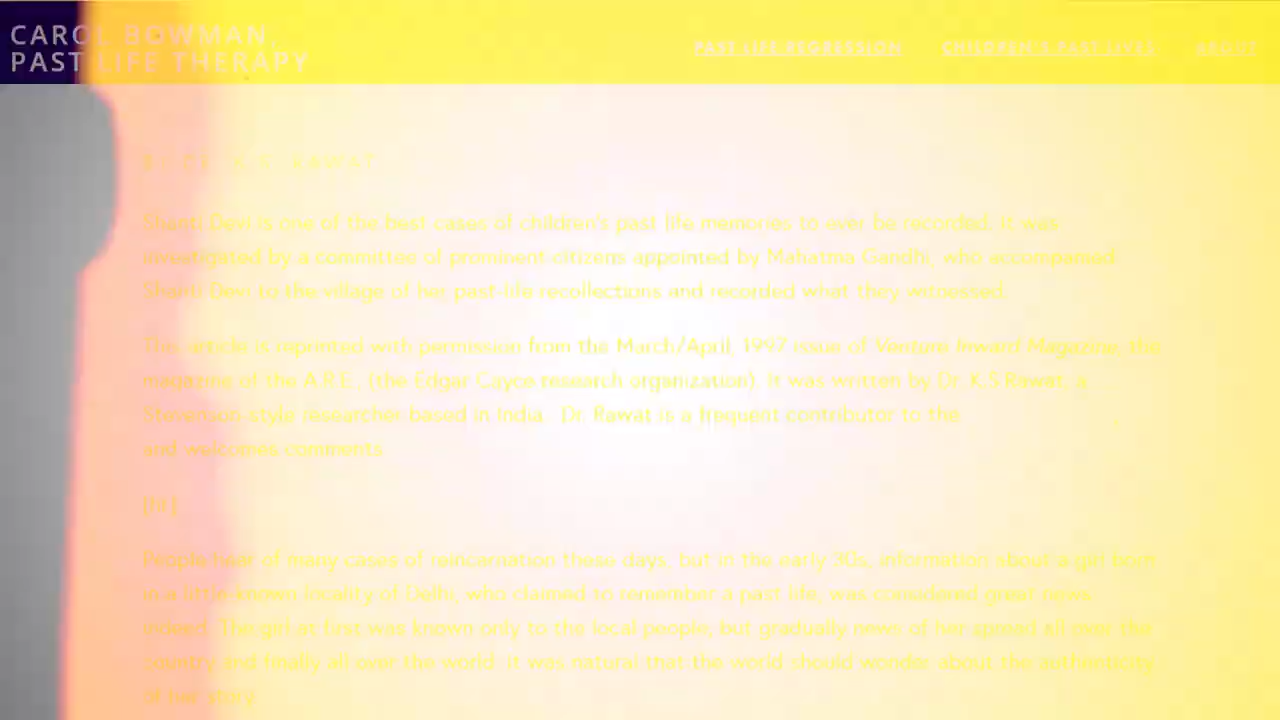 CAROL BOWMAN,
PAST LIFE THERAPY
PAST LIFE REGRESSION CHILDREN'S PAST LIVES ABOUT
BY DR. K.S. RAWAT
Shanti Devi is one of the best cases of children's past life memories to ever be recorded. It was
investigated by a committee of prominent citizens appointed by Mahatma Gandhi, who accompanied
Shanti Devi to the village of her past-life recollections and recorded what they witnessed.
This article is reprinted with permission from the March/April, 1997 issue of Venture Inward Magazine, the
magazine of the A.R.E., (the Edgar Cayce research organization). It was written by Dr. K.S Rawat, a
Stevenson-style researcher based in India. Dr. Rawat is a frequent contributor to the
and welcomes comments.
[hr]
People hear of many cases of reincarnation these days, but in the early 30s, information about a girl born
in a little-known locality of Delhi, who claimed to remember a past life, was considered great news
indeed. The girl at first was known only to the local people, but gradually news of her spread all over the
country and finally all over the world. It was natural that the world should wonder about the authenticity
of her story.